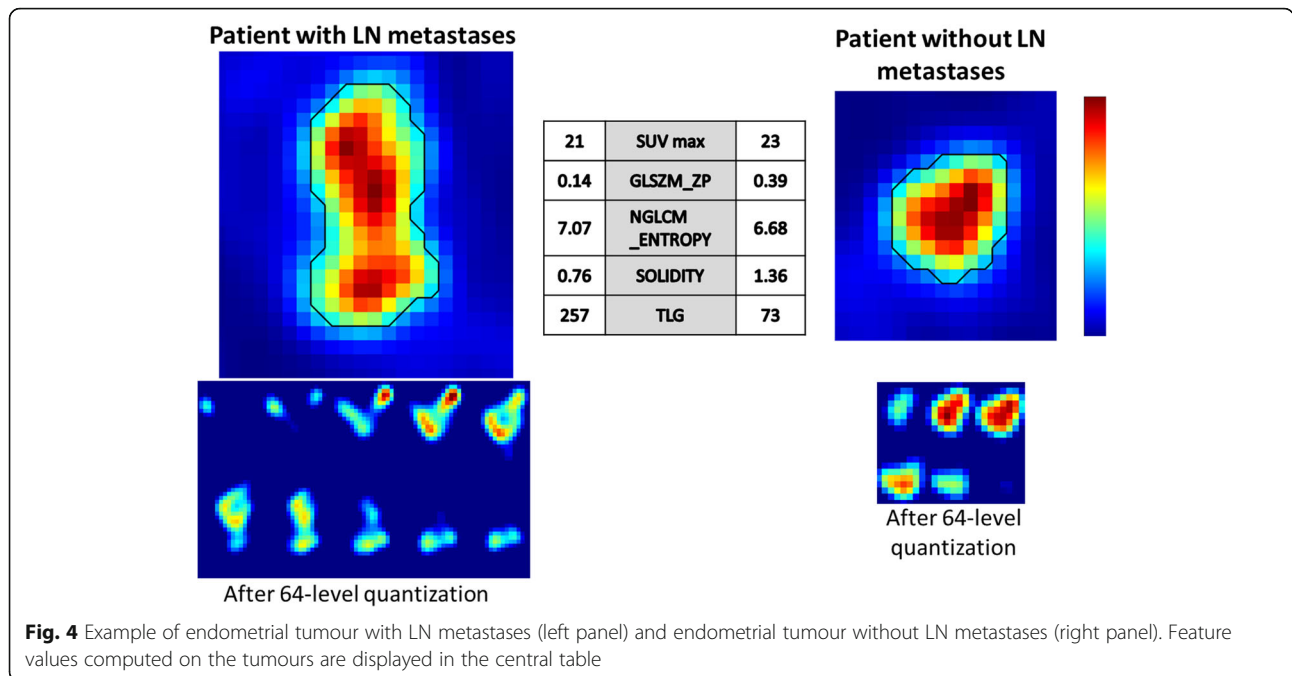 Patient with LN metastases
Patient without LN
metastases
21 SUV max 23
0.14 GLSZM_ZP 0.39
7.07 NGLCM
_ENTROPY 6.68
0.76 SOLIDITY 1.36
257 TLG 73
After 64-level quantization
After 64-level
quantization
Fig. 4 Example of endometrial tumour with LN metastases (left panel) and endometrial tumour without LN metastases (right panel). Feature
values computed on the tumours are displayed in the central table